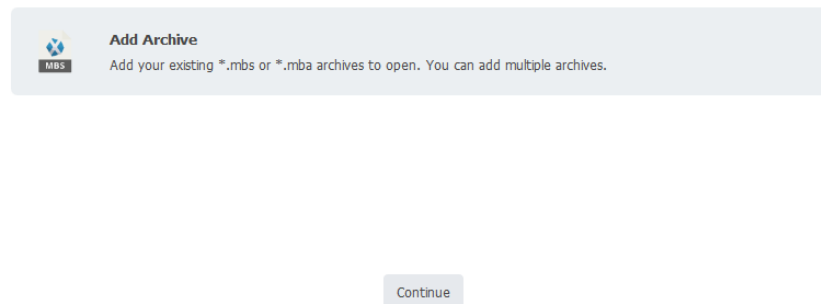 Add Archive
MBS
Add your existing *.mbs or *.mba archives to open. You can add multiple archives.
Continue